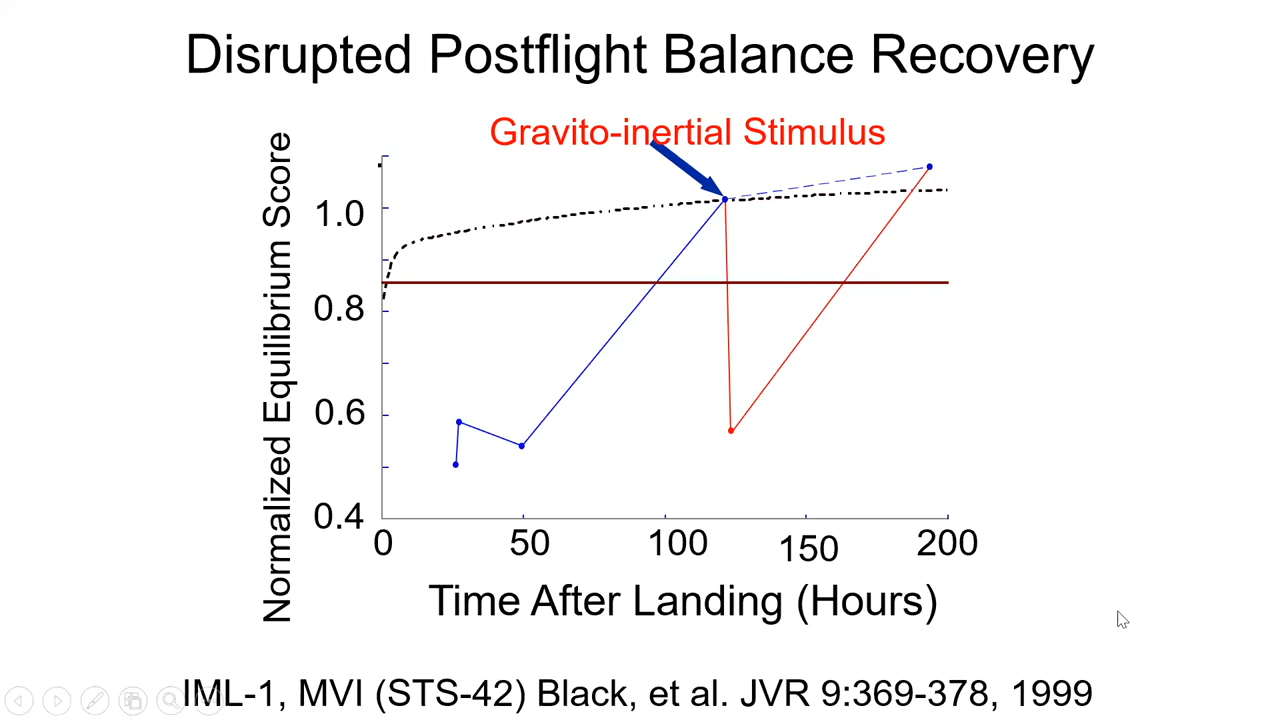 Disrupted Postflight Balance Recovery
Gravito-inertial Stimulus
Normalized Equilibrium Score
1.0
0.8
0.6
0.4
0
50
100
150
200
Time After Landing (Hours)
IML-1, MVI (STS-42) Black, et al. JVR 9:369-378, 1999